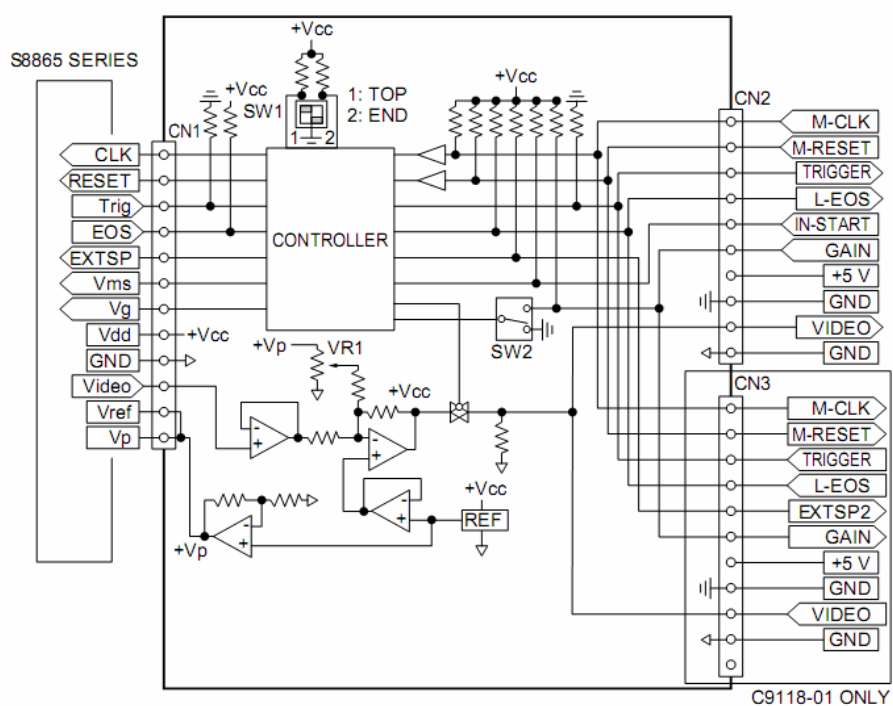 S8865 SERIES
CN1
CLK
RESET
Trig
EOS
EXTSP
Vms
Vg
Vdd
GND
Video
Vref
Vp
+Vcc
+Vcc
SW1
1
2
1: TOP
2: END
+Vcc
+Vcc
CONTROLLER
SW2
+Vp
VR1
+Vcc
-
+
-
+
-
+
-
+
+Vp
+Vcc
REF
CN2
M-CLK
M-RESET
TRIGGER
L-EOS
IN-START
GAIN
+5 V
GND
VIDEO
GND
CN3
M-CLK
M-RESET
TRIGGER
L-EOS
EXTSP2
GAIN
+5 V
GND
VIDEO
GND
C9118-01 ONLY